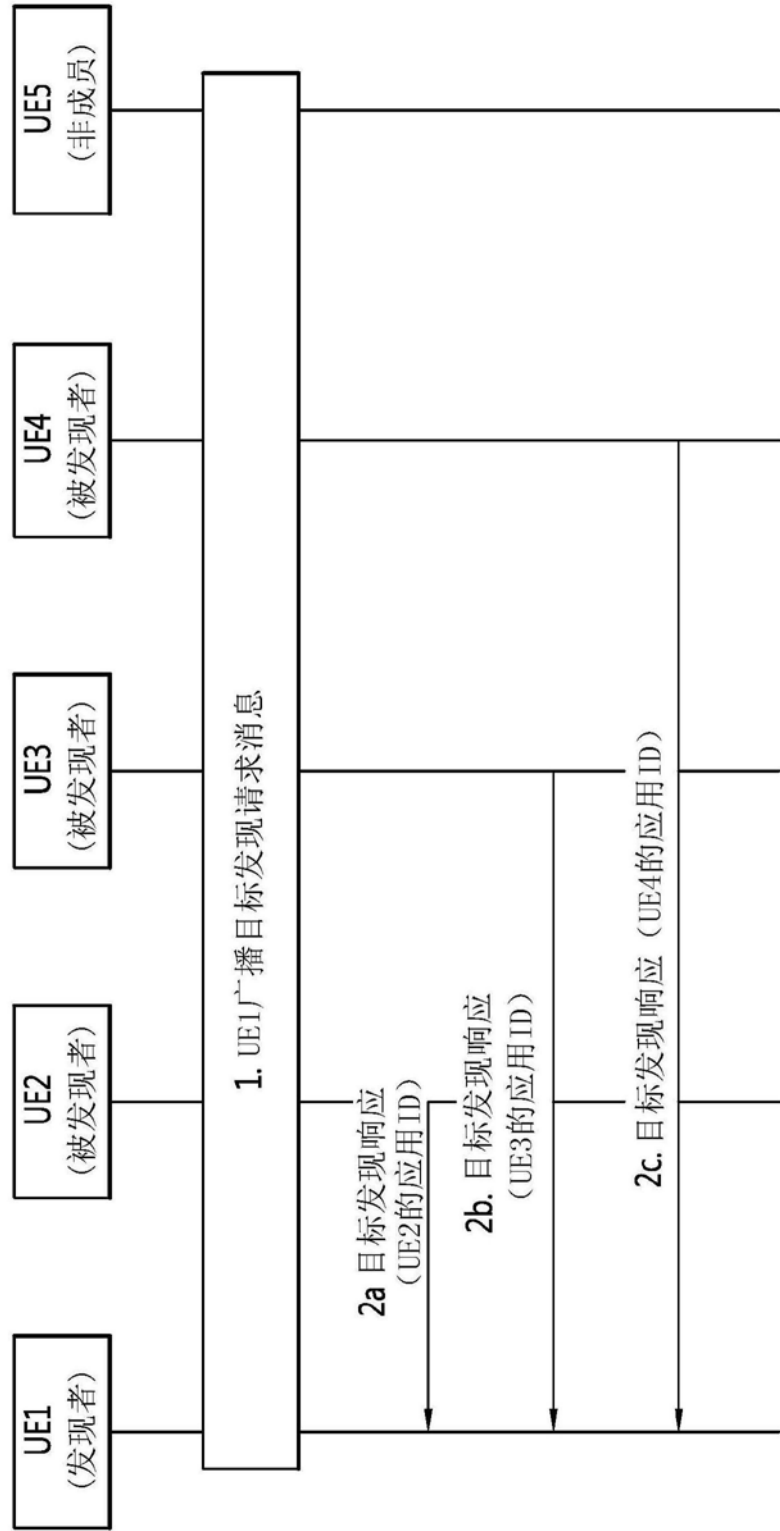 UE1
(发现者)
UE2
(被发现者)
UE3
(被发现者)
UE4
(被发现者)
UE5
(非成员)
1. UE1广播目标发现请求消息
2a 目标发现响应
(UE2的应用ID)
2b. 目标发现响应
(UE3的应用ID)
2c. 目标发现响应 (UE4的应用ID)